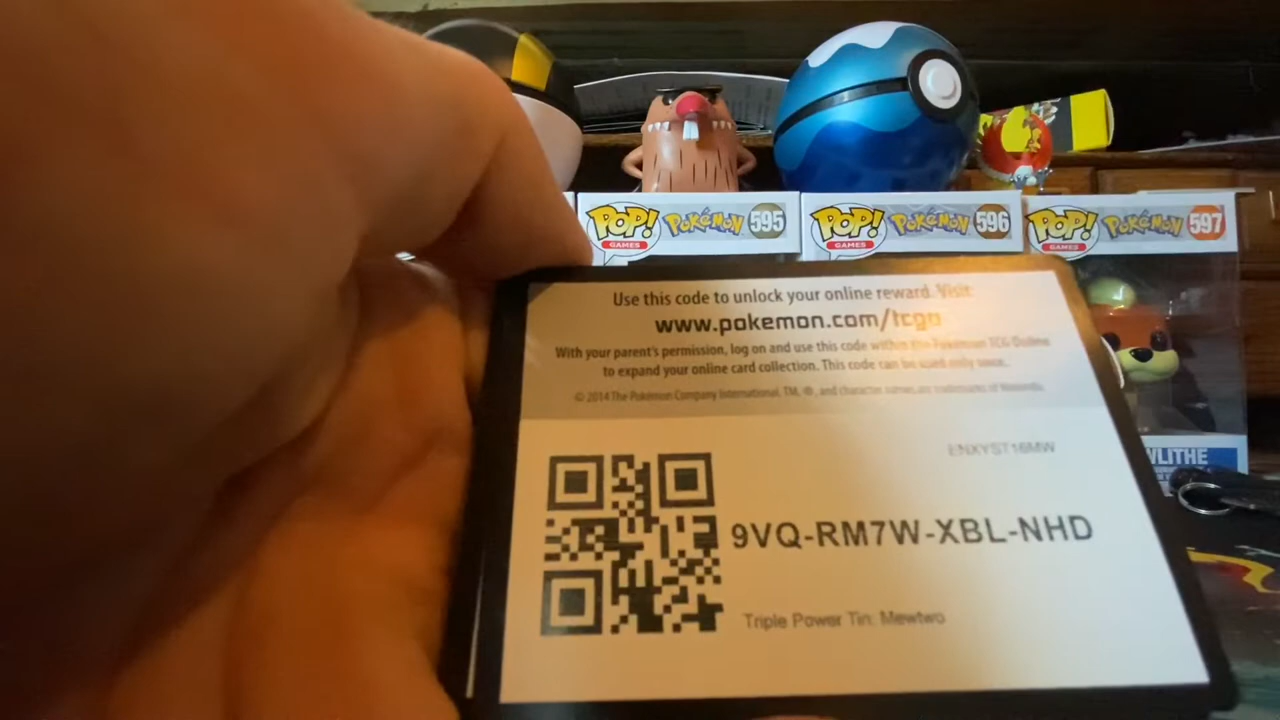 POP! GAMES POKéMON 595
POP! GAMES POKéMON 596
POP! GAMES POKéMON 597
Use this code to unlock your online reward. Visit
www.pokemon.com/tcgo
With your parent's permission, log on and use this code within the Pokémon TCG Online
to expand your online card collection. This code can be used only once.
© 2014 The Pokémon Company International. TM, ®, and character names are trademarks of Nintendo.
ENXYST16MW
9VQ-RM7W-XBL-NHD
Triple Power Tin: Mewtwo
WLITHE